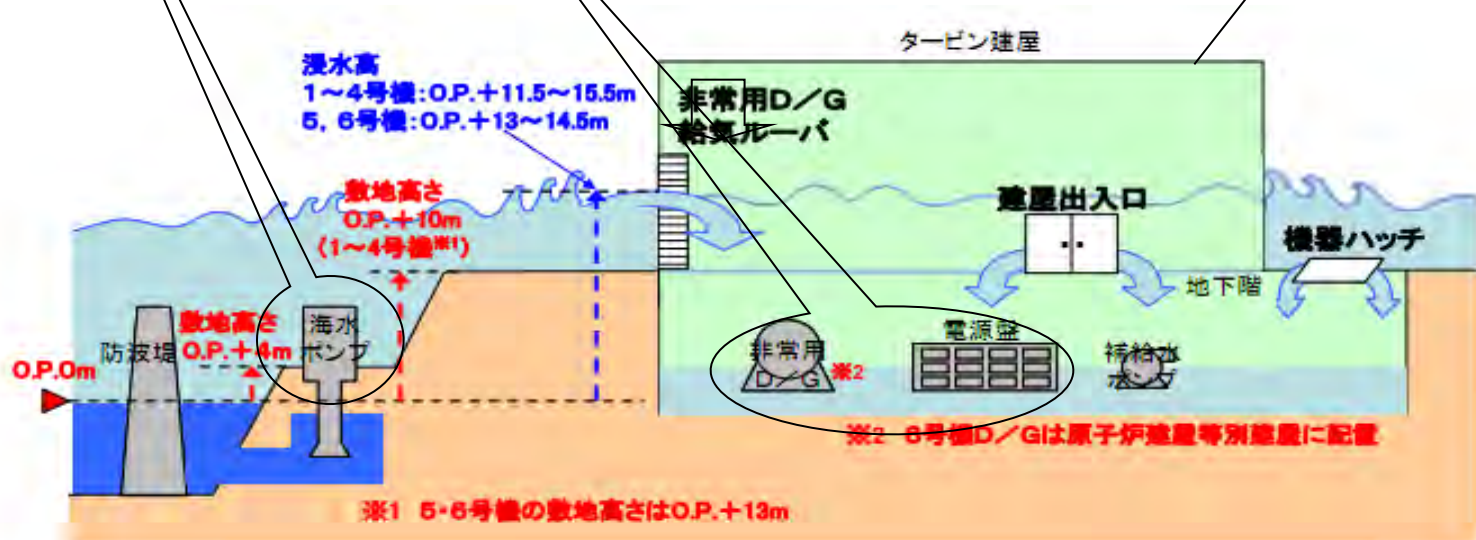 タービン建屋
浸水高
1～4号機:O.P.＋11.5～15.5m
5, 6号機:O.P.＋13～14.5m
非常用D／G
給気ルーバ
敷地高さ
O.P.＋10m
(1～4号機※1)
建屋出入口
機器ハッチ
地下階
防波堤
敷地高さ
O.P.＋4m
海水
ポンプ
O.P.0m
非常用
D／G
※2
電源盤
補給水
ポンプ
※2 6号機D／Gは原子炉建屋等別建屋に配置
※1 5・6号機の敷地高さはO.P.＋13m